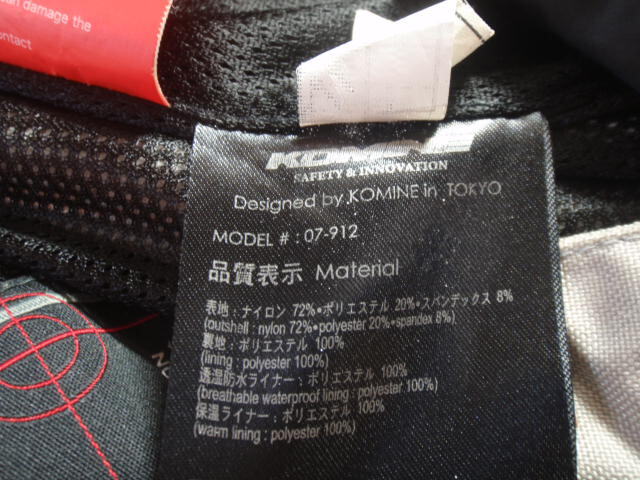 can damage the
contact
KOMINE
SAFETY & INNOVATION
Designed by KOMINE in TOKYO
MODEL # : 07-912
品質表示 Material
表地 : ナイロン 72%•ポリエステル 20%•スパンデックス 8%
(outshell : nylon 72%•polyester 20%•spandex 8%)
裏地 : ポリエステル 100%
(lining : polyester 100%)
透湿防水ライナー : ポリエステル 100%
(breathable waterproof lining : polyester 100%)
保温ライナー : ポリエステル 100%
(warm lining : polyester 100%)